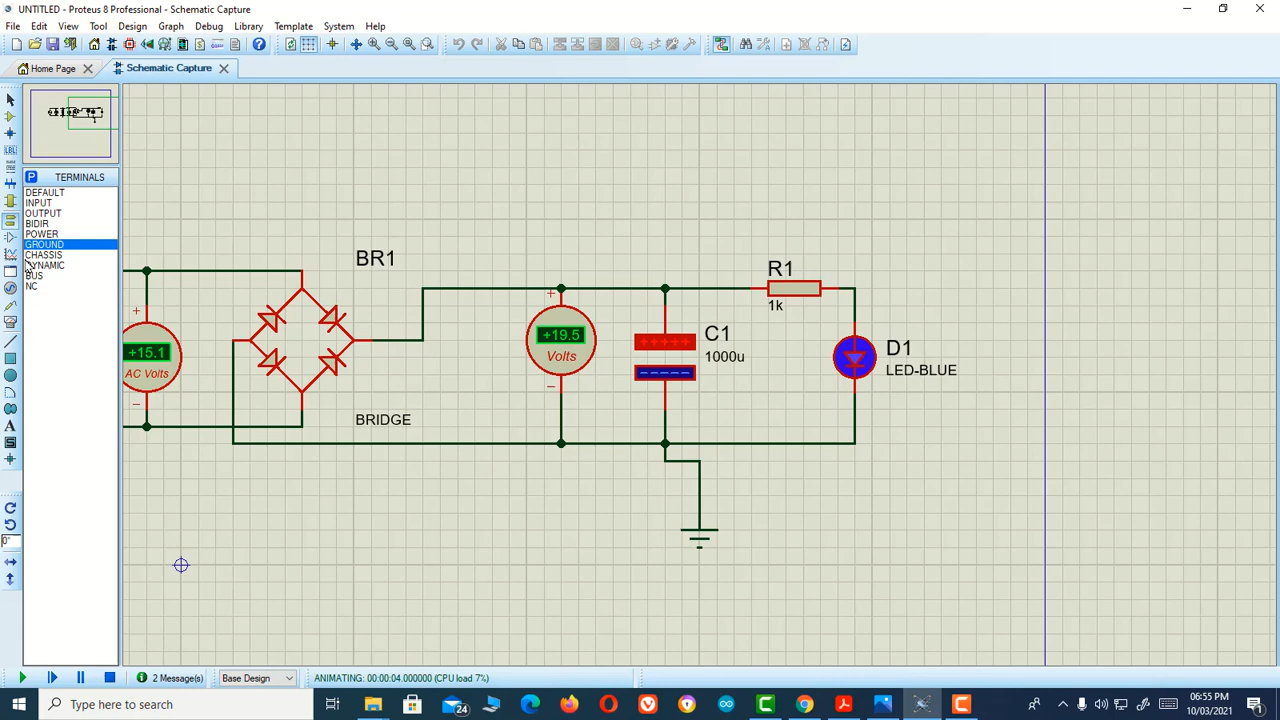 UNTITLED - Proteus 8 Professional - Schematic Capture
File Edit View Tool Design Graph Debug Library Template System Help
Home Page
Schematic Capture
LBL
P TERMINALS
DEFAULT
INPUT
OUTPUT
BIDIR
POWER
GROUND
CHASSIS
DYNAMIC
BUS
NC
A
S
0°
BR1
BRIDGE
+
+15.1
AC Volts
−
+
+19.5
Volts
−
+++++
−−−−−
C1
1000u
R1
1k
D1
LED-BLUE
2 Message(s)
Base Design
ANIMATING: 00:00:04.000000 (CPU load 7%)
Type here to search
24
06:55 PM
10/03/2021